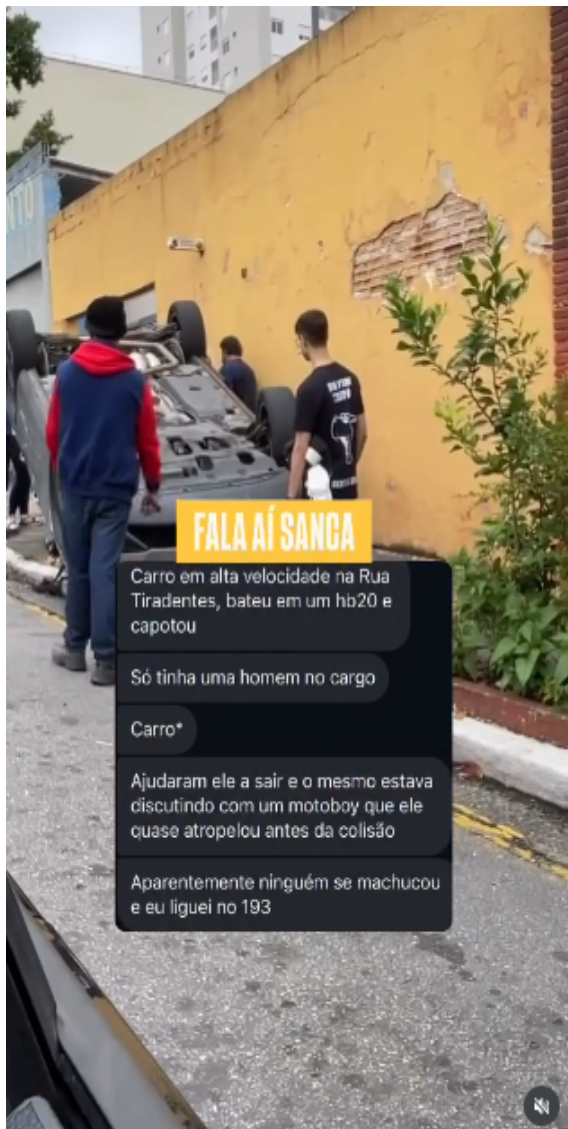 NTO
FALA AÍ SANCA
Carro em alta velocidade na Rua
Tiradentes, bateu em um hb20 e
capotou
Só tinha uma homem no cargo
Carro*
Ajudaram ele a sair e o mesmo estava
discutindo com um motoboy que ele
quase atropelou antes da colisão
Aparentemente ninguém se machucou
e eu liguei no 193